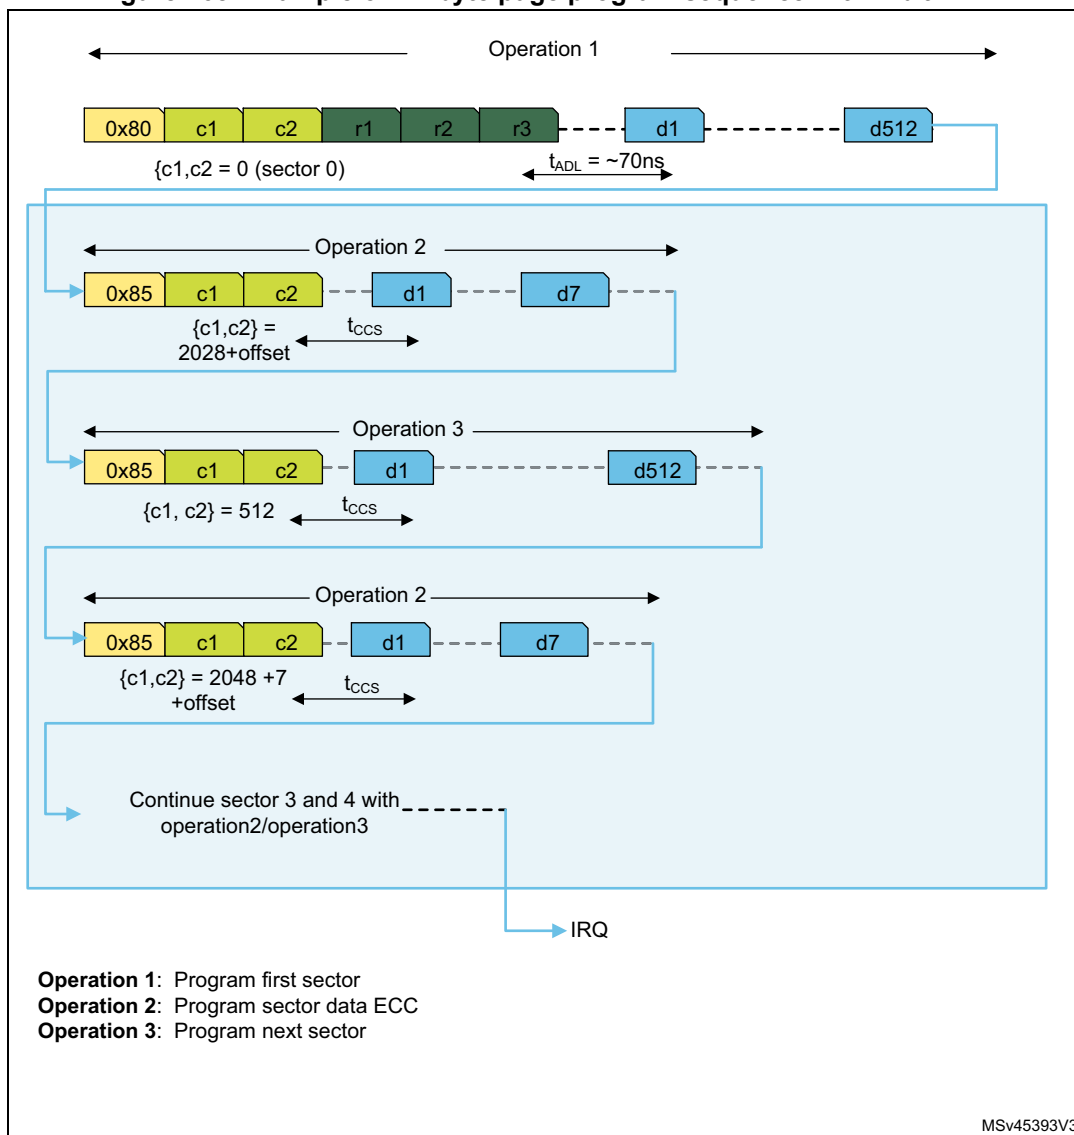 Operation 1
0x80 c1 c2 r1 r2 r3 d1 d512
{c1,c2 = 0 (sector 0)
tADL = ~70ns
Operation 2
0x85 c1 c2 d1 d7
{c1,c2} =
2028+offset
tCCS
Operation 3
0x85 c1 c2 d1 d512
{c1, c2} = 512
tCCS
Operation 2
0x85 c1 c2 d1 d7
{c1,c2} = 2048 +7
+offset
tCCS
Continue sector 3 and 4 with
operation2/operation3
IRQ
Operation 1: Program first sector
Operation 2: Program sector data ECC
Operation 3: Program next sector
MSv45393V3